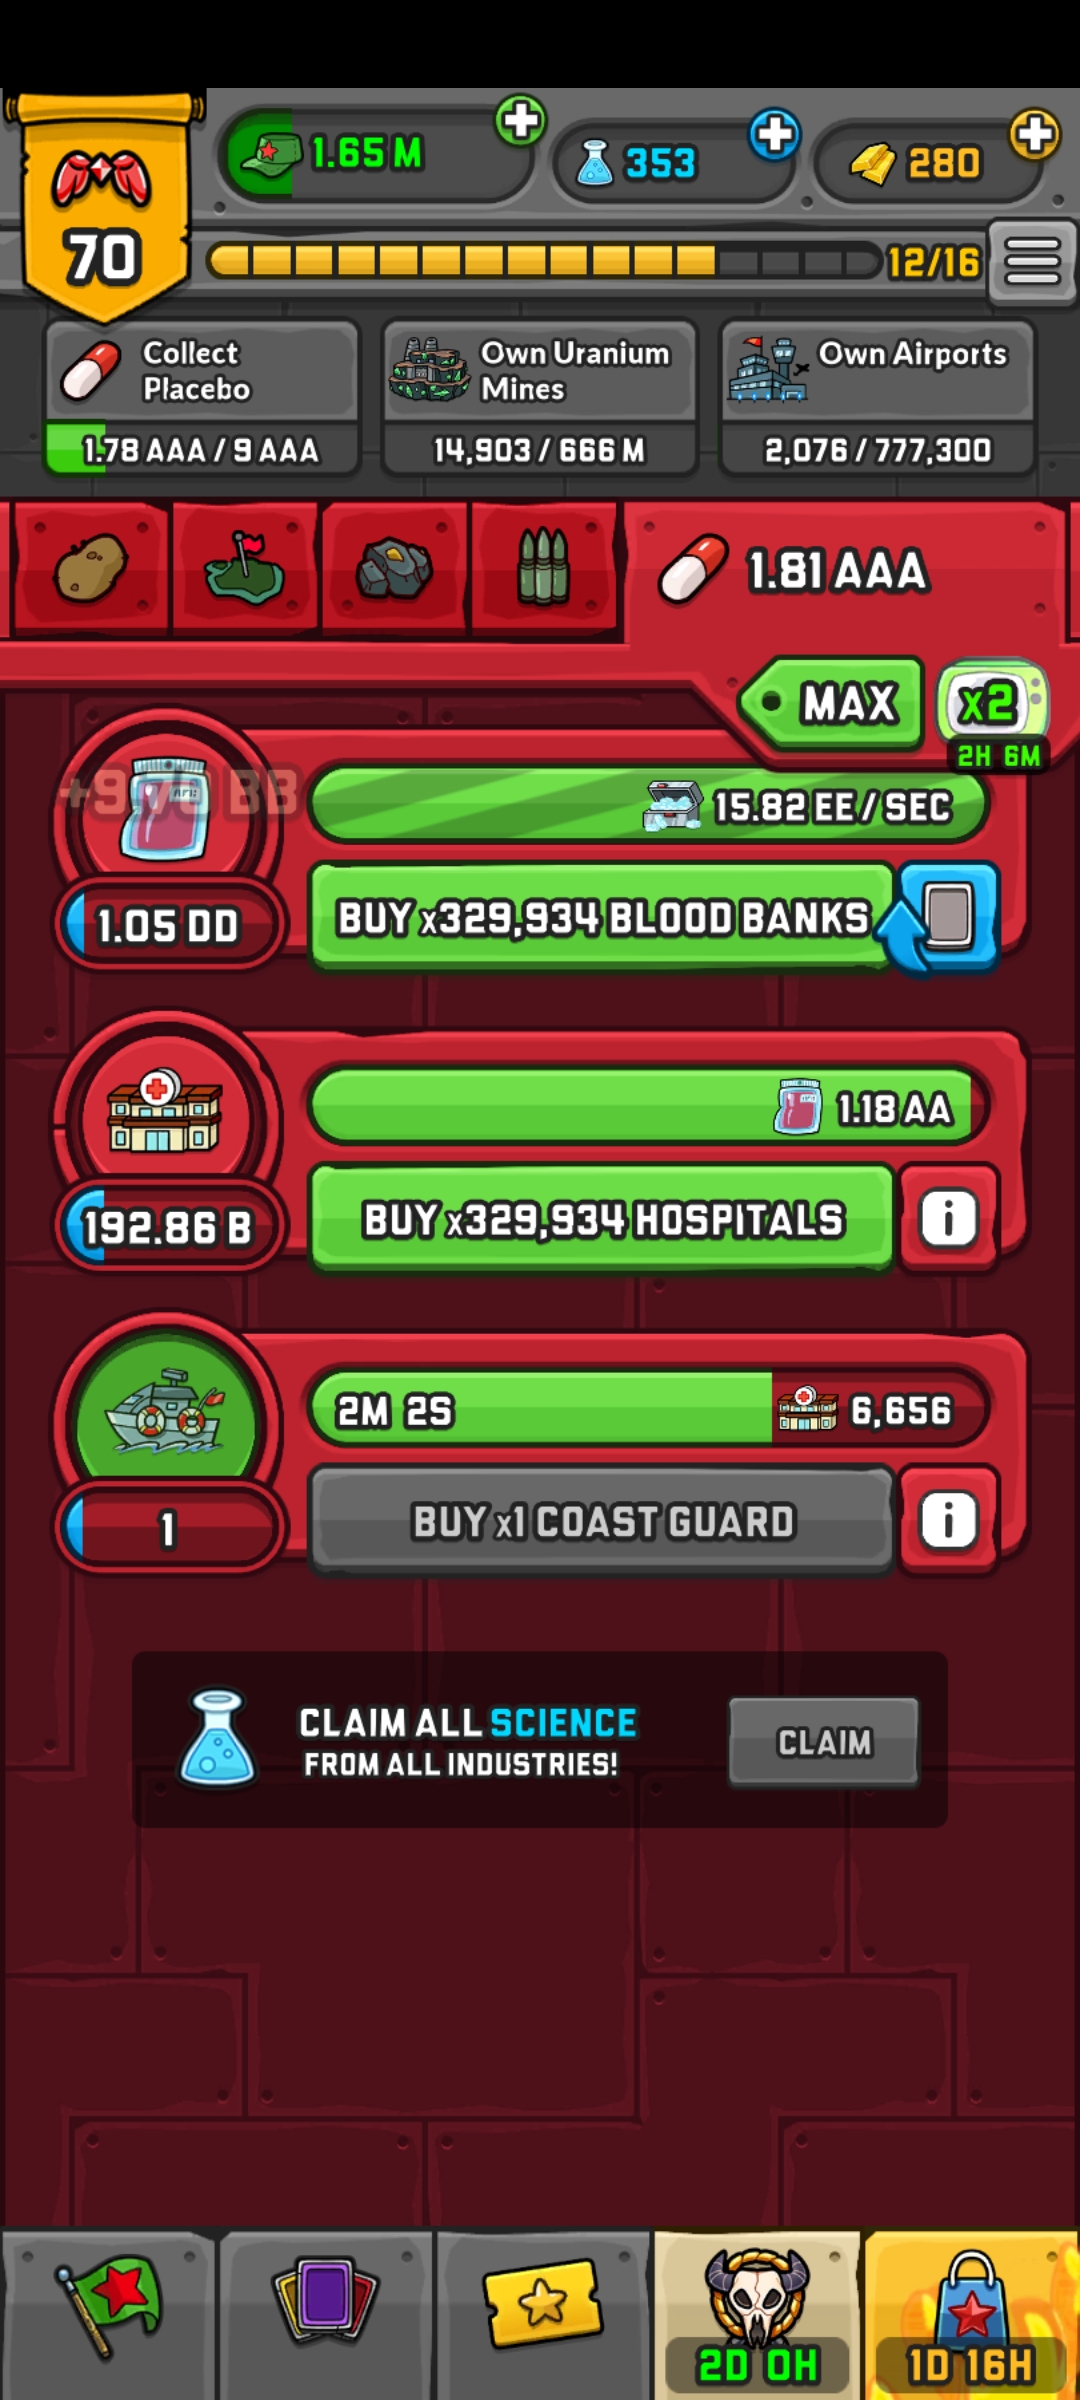 1.65 M
353
280
70
12/16
Collect
Placebo
Own Uranium
Mines
Own Airports
1.78 AAA / 9 AAA
14,903 / 666 M
2,076 / 777,300
1.81 AAA
MAX
x2
2H 6M
15.82 EE / SEC
1.05 DD
BUY x329,934 BLOOD BANKS
1.18 AA
192.86 B
BUY x329,934 HOSPITALS
i
2M 2S
6,656
1
BUY x1 COAST GUARD
i
CLAIM ALL SCIENCE
FROM ALL INDUSTRIES!
CLAIM
2D 0H
1D 16H